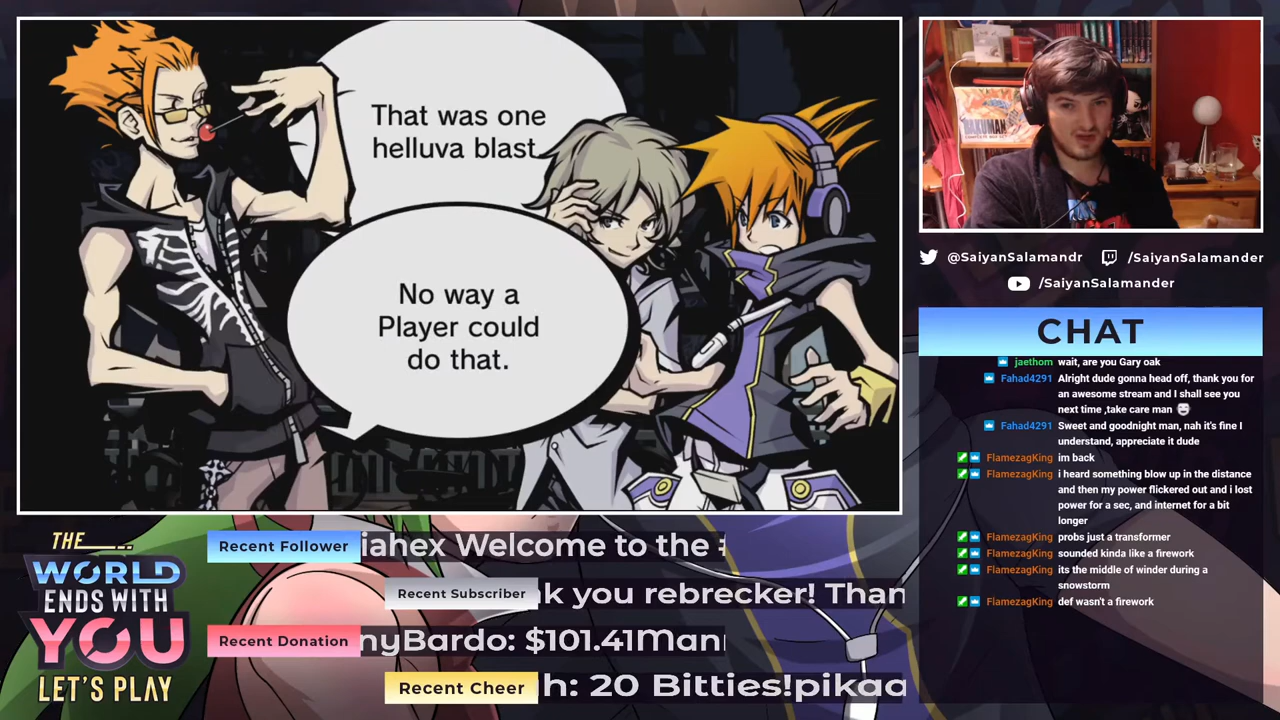 That was one
helluva blast.
No way a
Player could
do that.
BAKUMAN
@SaiyanSalamandr
/SaiyanSalamander
/SaiyanSalamander
CHAT
jaethom wait, are you Gary oak
Fahad4291 Alright dude gonna head off, thank you for
an awesome stream and I shall see you
next time ,take care man
Fahad4291 Sweet and goodnight man, nah it's fine I
understand, appreciate it dude
FlamezagKing im back
FlamezagKing i heard something blow up in the distance
and then my power flickered out and i lost
power for a sec, and internet for a bit
longer
FlamezagKing probs just a transformer
FlamezagKing sounded kinda like a firework
FlamezagKing its the middle of winder during a
snowstorm
FlamezagKing def wasn't a firework
THE
WORLD
ENDS WITH
YOU
LET'S PLAY
Recent Follower iahex Welcome to the #
Recent Subscriber k you rebrecker! Than
Recent Donation nyBardo: $101.41Mann
Recent Cheer h: 20 Bitties!pikac